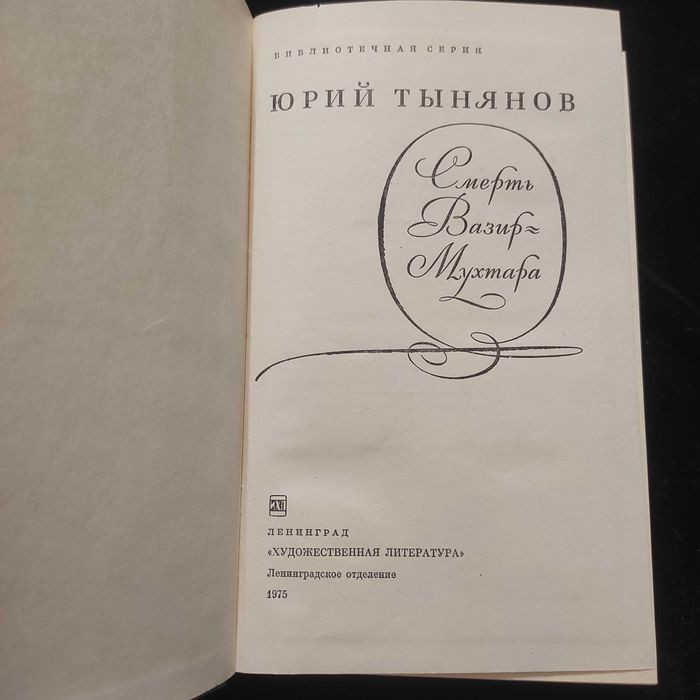 БИБЛИОТЕЧНАЯ СЕРИЯ
ЮРИЙ ТЫНЯНОВ
Смерть
Вазир-
Мухтара
ЛЕНИНГРАД
«ХУДОЖЕСТВЕННАЯ ЛИТЕРАТУРА»
Ленинградское отделение
1975